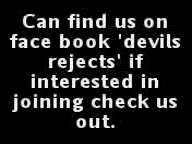 Can find us on
face book 'devils
rejects' if
interested in
joining check us
out.